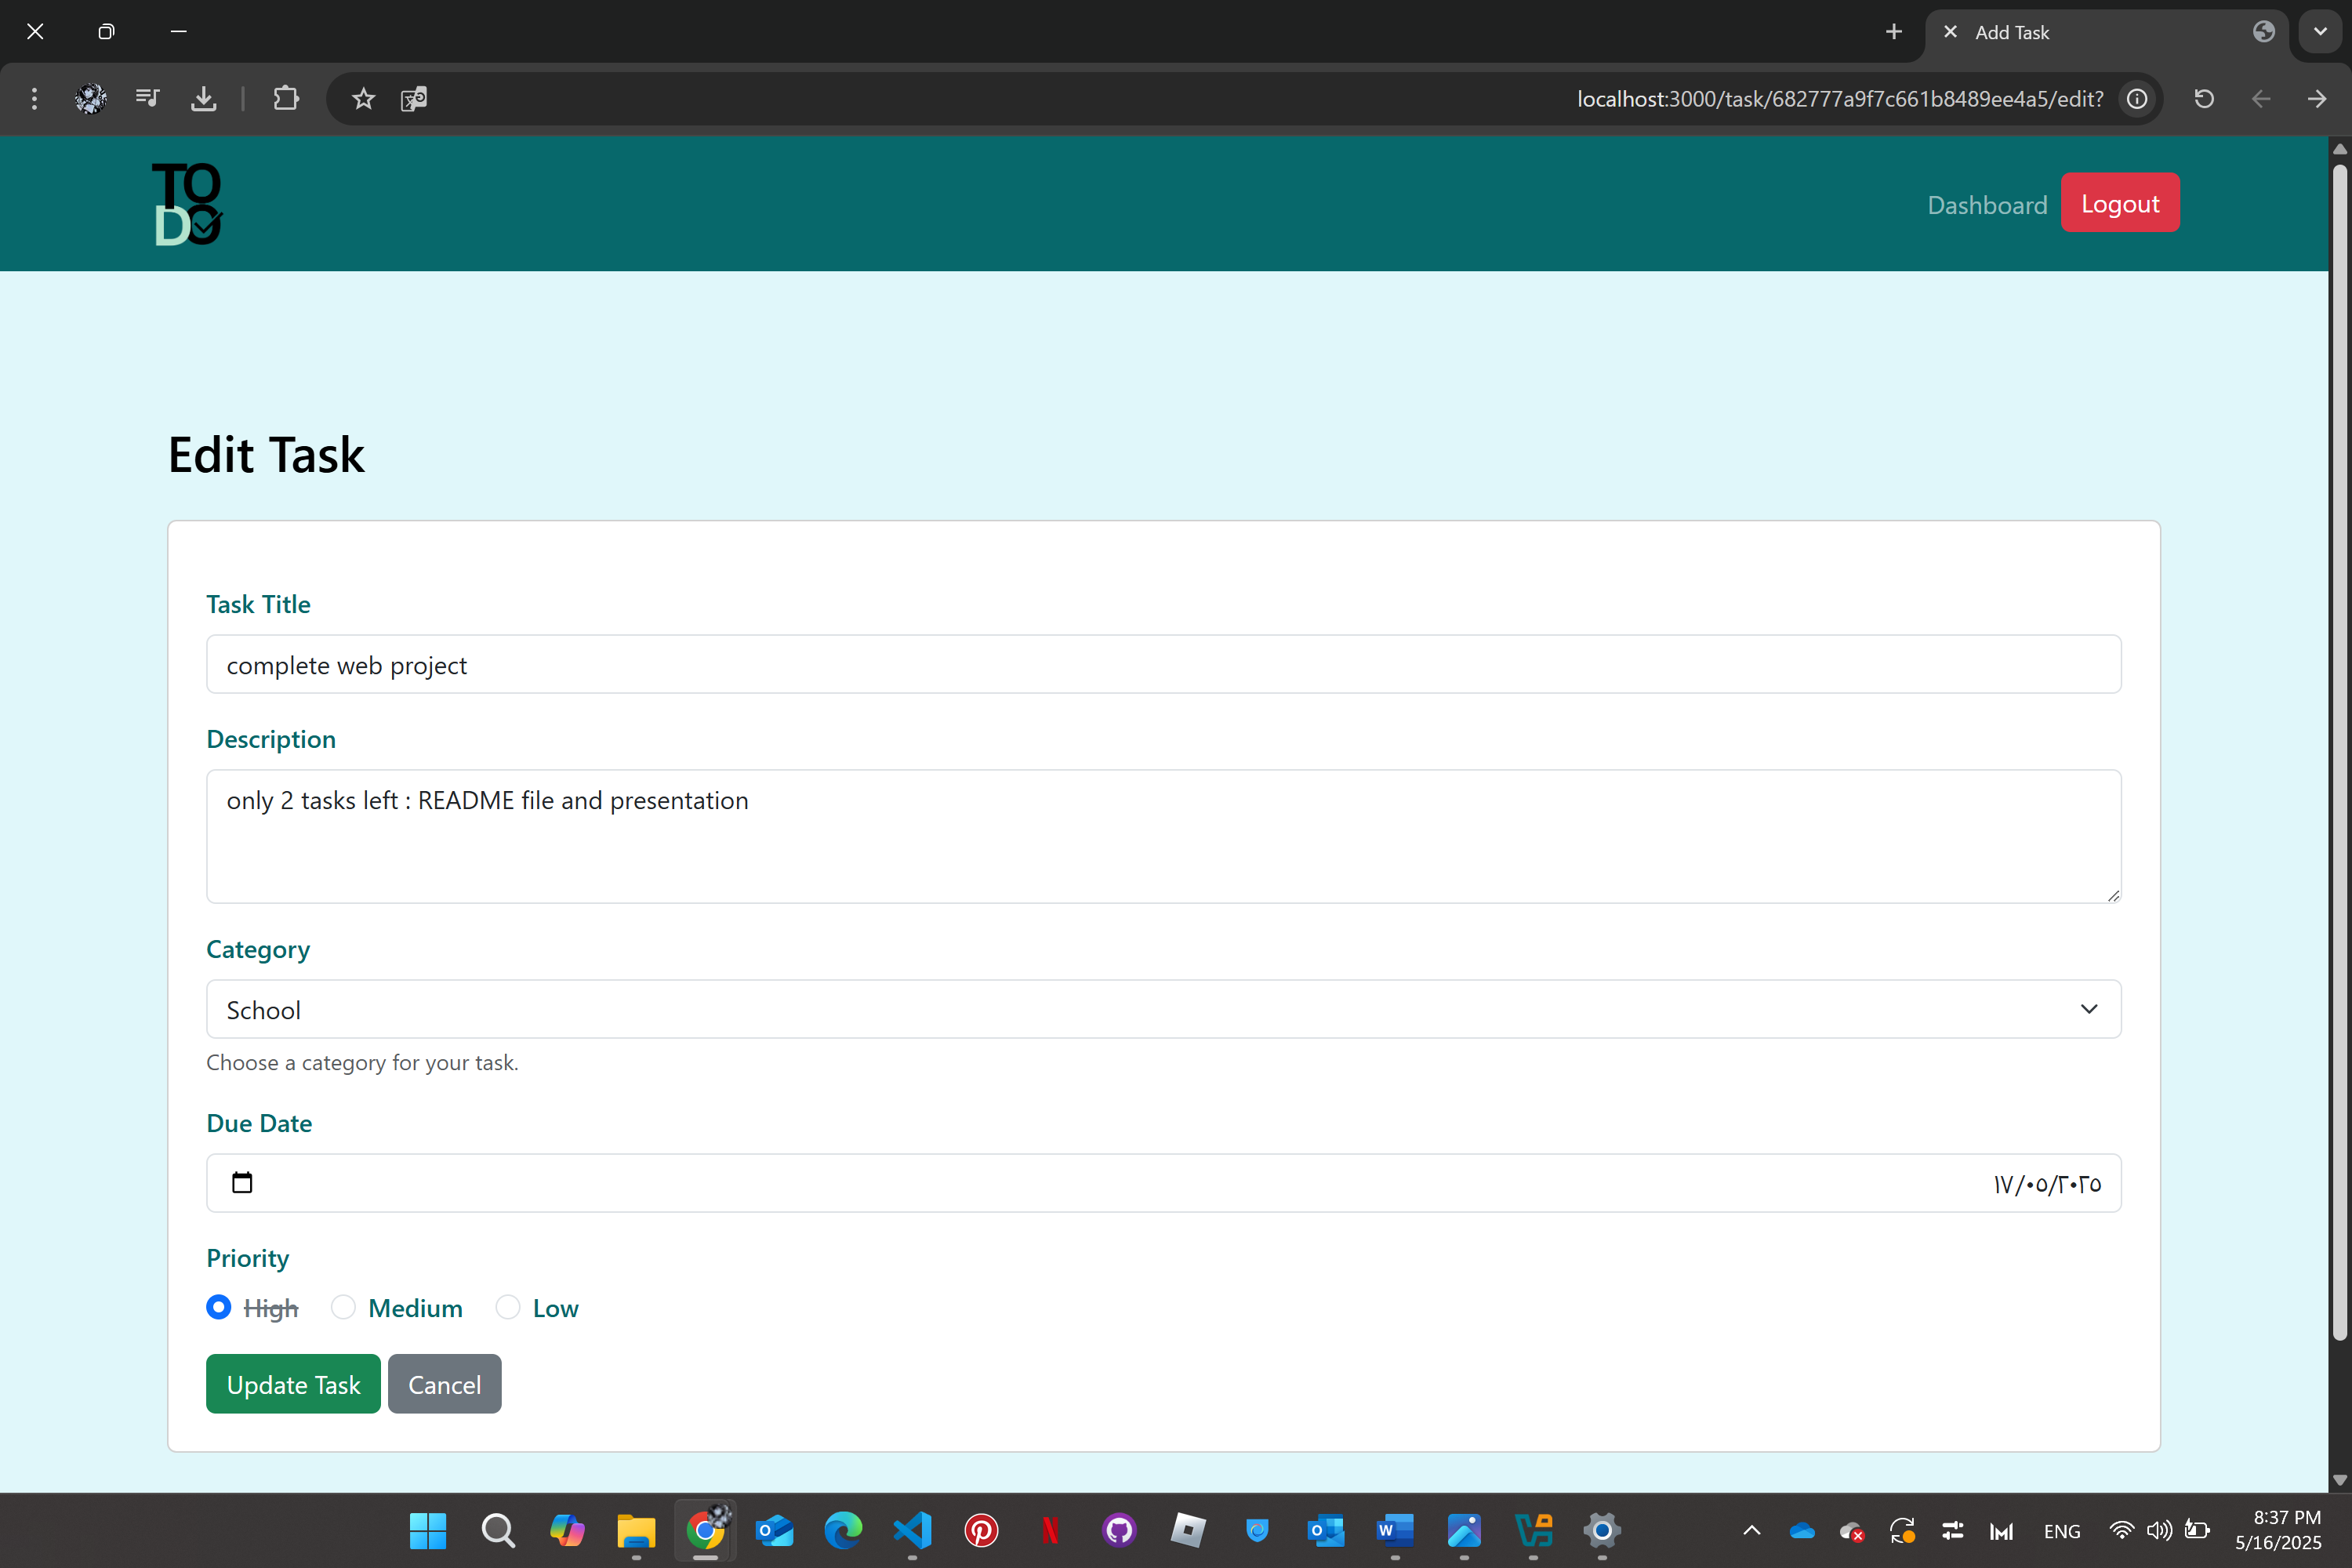 Add Task
localhost:3000/task/682777a9f7c661b8489ee4a5/edit?
TO
DO
Dashboard
Logout
Edit Task
Task Title
complete web project
Description
only 2 tasks left : README file and presentation
Category
School
Choose a category for your task.
Due Date
١٧/٠٥/٢٠٢٥
Priority
High Medium Low
Update Task Cancel
ENG
8:37 PM
5/16/2025